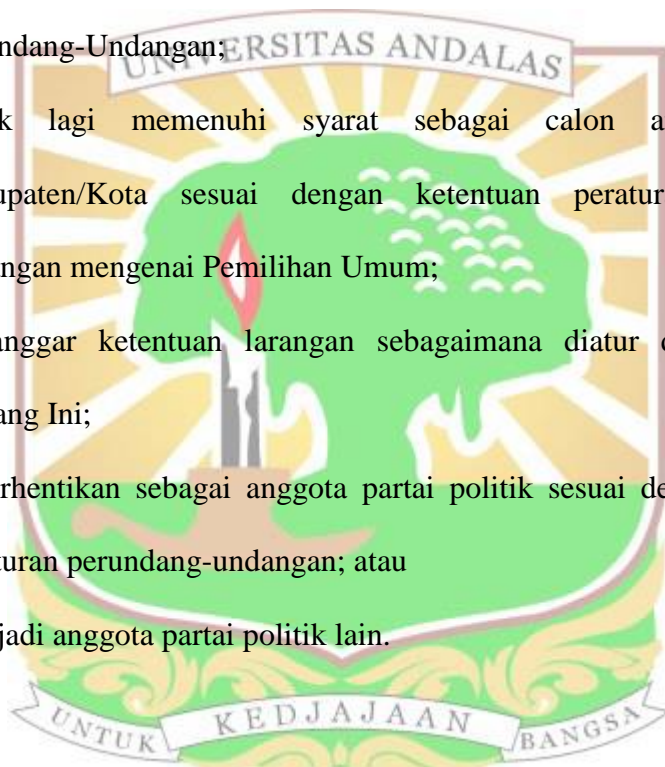 ndang-Undangan;
UNIVERSITAS ANDALAS
k lagi memenuhi syarat sebagai calon a
upaten/Kota sesuai dengan ketentuan peratur
ngan mengenai Pemilihan Umum;
anggar ketentuan larangan sebagaimana diatur
ang Ini;
rhentikan sebagai anggota partai politik sesuai de
turan perundang-undangan; atau
jadi anggota partai politik lain.
UNTUK KEDJAJAAN BANGSA